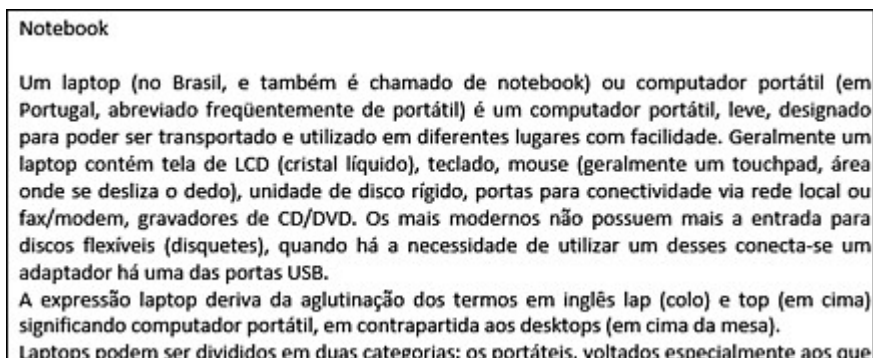 Notebook
Um laptop (no Brasil, e também é chamado de notebook) ou computador portátil (em
Portugal, abreviado freqüentemente de portátil) é um computador portátil, leve, designado
para poder ser transportado e utilizado em diferentes lugares com facilidade. Geralmente um
laptop contém tela de LCD (cristal líquido), teclado, mouse (geralmente um touchpad, área
onde se desliza o dedo), unidade de disco rígido, portas para conectividade via rede local ou
fax/modem, gravadores de CD/DVD. Os mais modernos não possuem mais a entrada para
discos flexíveis (disquetes), quando há a necessidade de utilizar um desses conecta-se um
adaptador há uma das portas USB.
A expressão laptop deriva da aglutinação dos termos em inglês lap (colo) e top (em cima)
significando computador portátil, em contrapartida aos desktops (em cima da mesa).
Laptops podem ser divididos em duas categorias: os portáteis, voltados especialmente aos que